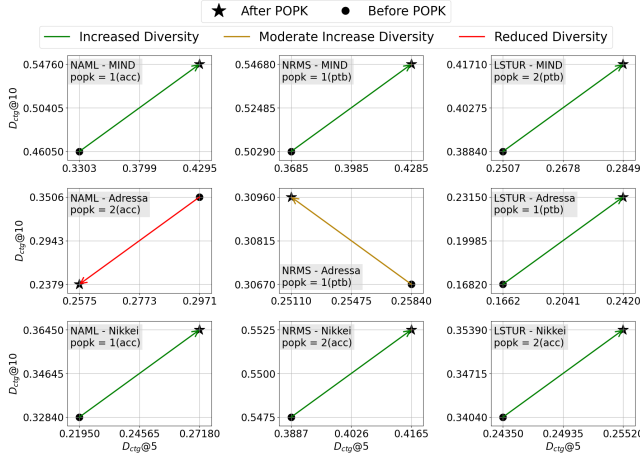 After POPK Before POPK
Increased Diversity Moderate Increase Diversity Reduced Diversity
NAML - MIND
popk = 1(acc)
D_ctg@10
0.54760
0.50405
0.46050
0.3303 0.3799 0.4295
NRMS - MIND
popk = 1(ptb)
0.54680
0.52485
0.50290
0.3685 0.3985 0.4285
LSTUR - MIND
popk = 2(ptb)
0.41710
0.40275
0.38840
0.2507 0.2678 0.2849
NAML - Adressa
popk = 2(acc)
D_ctg@10
0.3506
0.2943
0.2379
0.2575 0.2773 0.2971
NRMS - Adressa
popk = 1(ptb)
0.30960
0.30815
0.30670
0.25110 0.25475 0.25840
LSTUR - Adressa
popk = 1(ptb)
0.23150
0.19985
0.16820
0.1662 0.2041 0.2420
NAML - Nikkei
popk = 1(acc)
D_ctg@10
0.36450
0.34645
0.32840
0.21950 0.24565 0.27180
D_ctg@5
NRMS - Nikkei
popk = 2(acc)
0.5525
0.5500
0.5475
0.3887 0.4026 0.4165
D_ctg@5
LSTUR - Nikkei
popk = 2(acc)
0.35390
0.34715
0.34040
0.24350 0.24935 0.25520
D_ctg@5